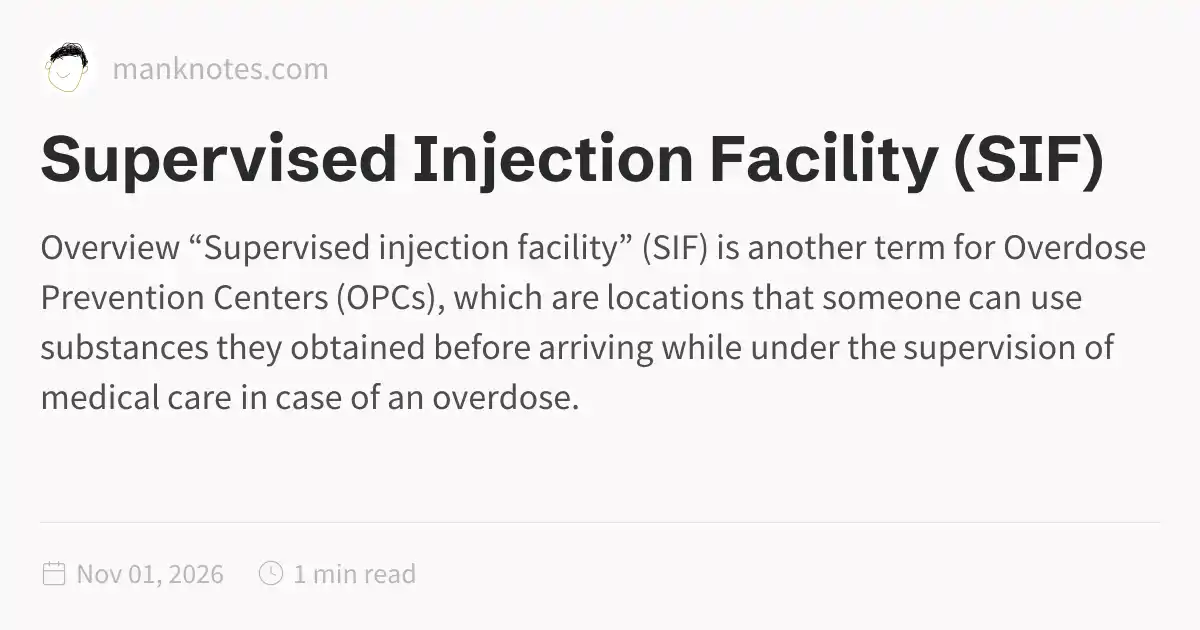 manknotes.com
Supervised Injection Facility (SIF)
Overview “Supervised injection facility” (SIF) is another term for Overdose
Prevention Centers (OPCs), which are locations that someone can use
substances they obtained before arriving while under the supervision of
medical care in case of an overdose.
Nov 01, 2026 1 min read